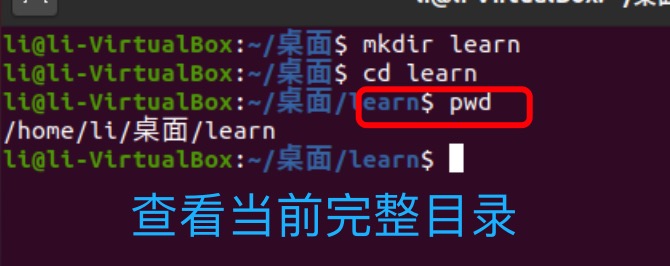 li@li-VirtualBox:~/桌面$ mkdir learn
li@li-VirtualBox:~/桌面$ cd learn
li@li-VirtualBox:~/桌面/learn$ pwd
/home/li/桌面/learn
li@li-VirtualBox:~/桌面/learn$
查看当前完整目录